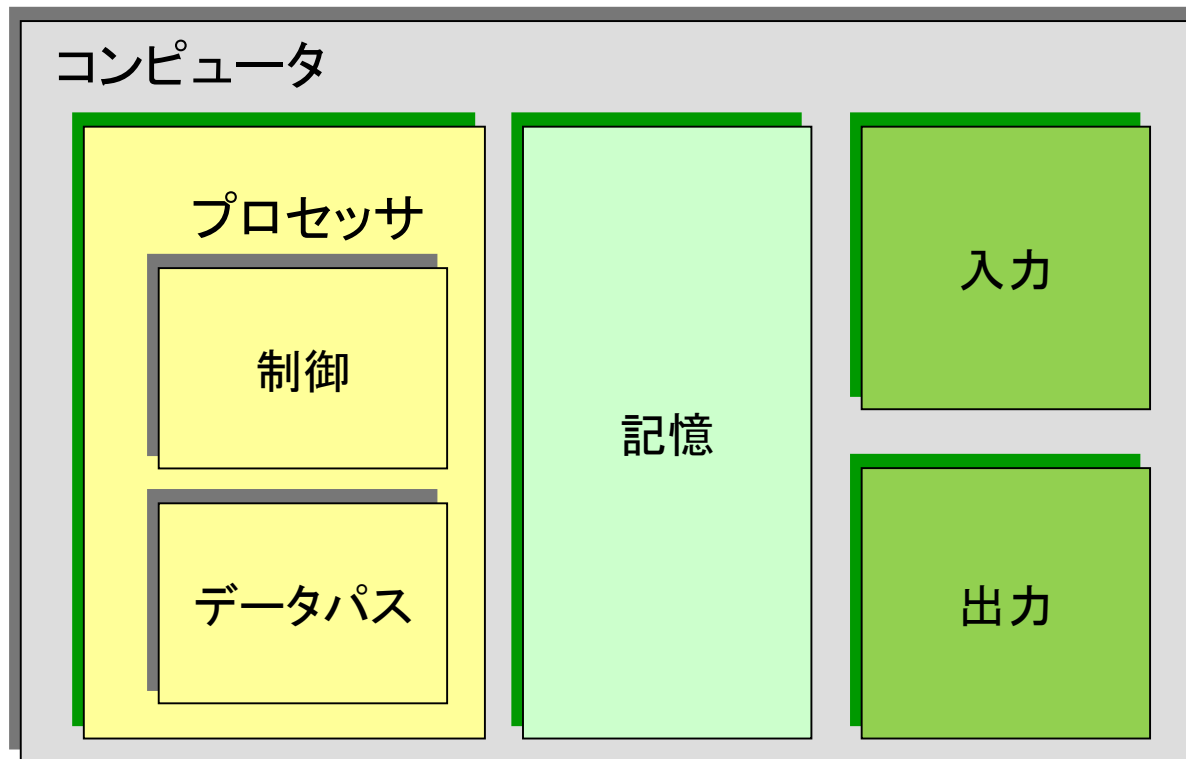 コンピュータ
プロセッサ
制御
データパス
記憶
入力
出力